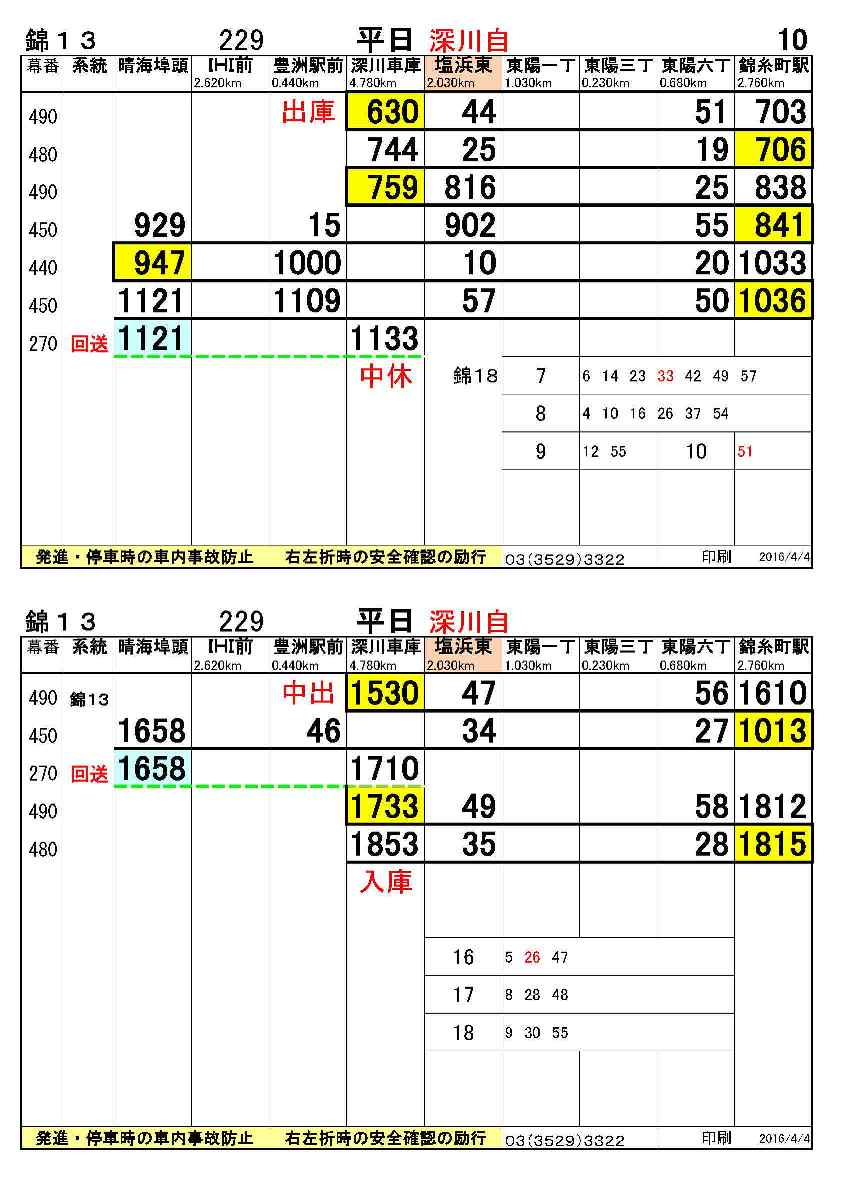 錦１３ 229 平日 深川自 10
幕番 系統 晴海埠頭 IHI前 豊洲駅前 深川車庫 塩浜東 東陽一丁 東陽三丁 東陽六丁 錦糸町駅
2.620km 0.440km 4.780km 2.030km 1.030km 0.230km 0.680km 2.760km
490 出庫 630 44 51 703
480 744 25 19 706
490 759 816 25 838
450 929 15 902 55 841
440 947 1000 10 20 1033
450 1121 1109 57 50 1036
270 回送 1121 1133
中休 錦18 7 6 14 23 33 42 49 57
8 4 10 16 26 37 54
9 12 55 10 51
発進・停車時の車内事故防止 右左折時の安全確認の励行 03(3529)3322 印刷 2016/4/4
錦１３ 229 平日 深川自
幕番 系統 晴海埠頭 IHI前 豊洲駅前 深川車庫 塩浜東 東陽一丁 東陽三丁 東陽六丁 錦糸町駅
2.620km 0.440km 4.780km 2.030km 1.030km 0.230km 0.680km 2.760km
490 錦13 中出 1530 47 56 1610
450 1658 46 34 27 1013
270 回送 1658 1710
490 1733 49 58 1812
480 1853 35 28 1815
入庫
16 5 26 47
17 8 28 48
18 9 30 55
発進・停車時の車内事故防止 右左折時の安全確認の励行 03(3529)3322 印刷 2016/4/4